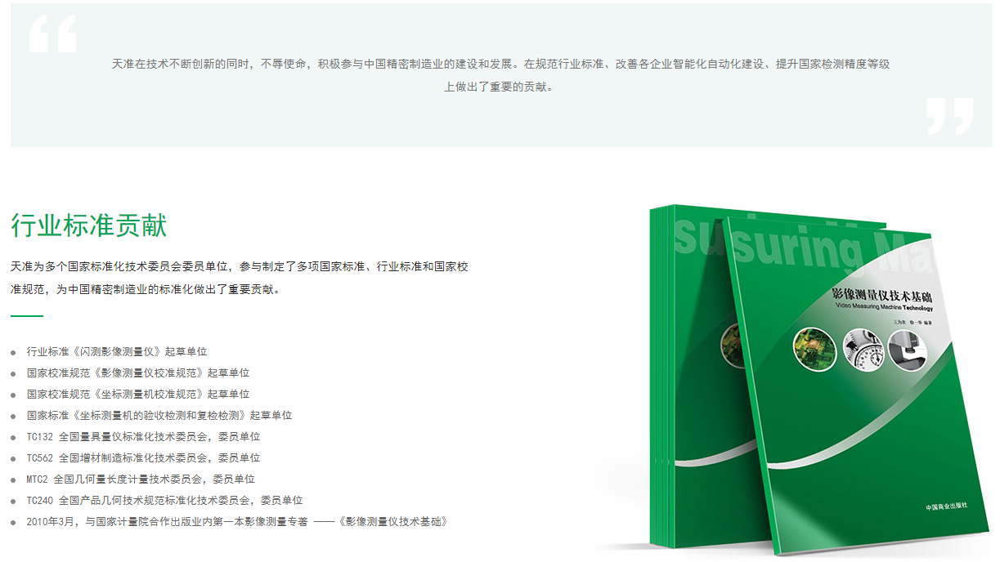 天准在技术不断创新的同时，不辱使命，积极参与中国精密制造业的建设和发展。在规范行业标准、改善各企业智能化自动化建设、提升国家检测精度等级
上做出了重要的贡献。
行业标准贡献
天准为多个国家标准化技术委员会委员单位，参与制定了多项国家标准、行业标准和国家校
准规范，为中国精密制造业的标准化做出了重要贡献。
行业标准《闪测影像测量仪》起草单位
国家校准规范《影像测量仪校准规范》起草单位
国家校准规范《坐标测量机校准规范》起草单位
国家标准《坐标测量机的验收检测和复检检测》起草单位
TC132 全国量具量仪标准化技术委员会，委员单位
TC562 全国增材制造标准化技术委员会，委员单位
MTC2 全国几何量长度计量技术委员会，委员单位
TC240 全国产品几何技术规范标准化技术委员会，委员单位
2010年3月，与国家计量院合作出版业内第一本影像测量专著 ——《影像测量仪技术基础》
su
suring Ma
影像测量仪技术基础
Video Measuring Machine Technology
编著
中国商业出版社